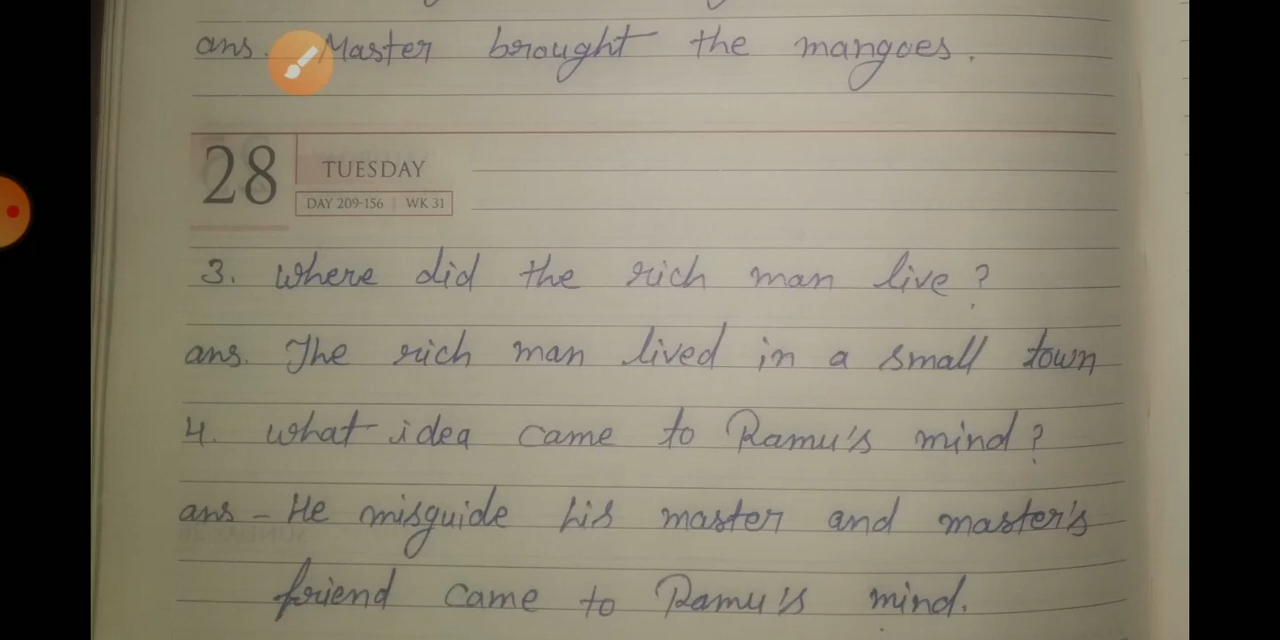 ans. Master brought the mangoes.
28 TUESDAY
DAY 209-156 | WK 31
3. Where did the rich man live?
ans. The rich man lived in a small town
4. What idea came to Ramu's mind?
ans - He misguide his master and master's
friend came to Ramu's mind.